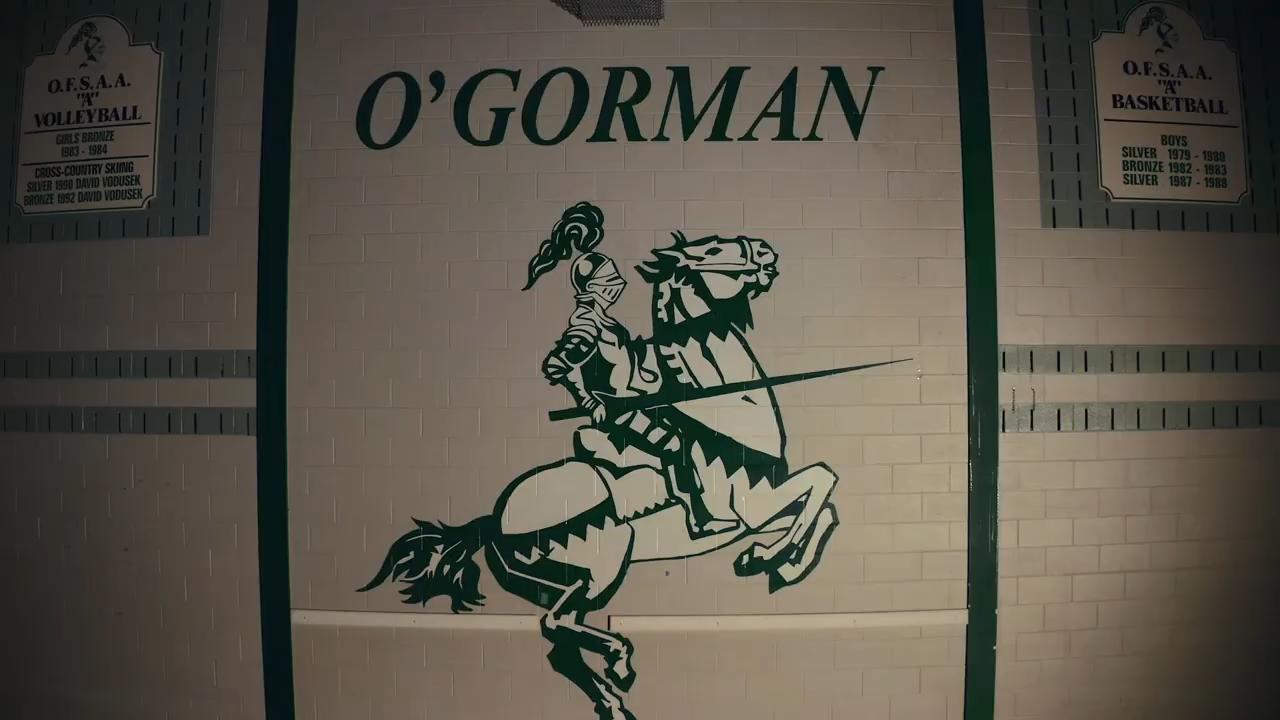 O'GORMAN
O.F.S.A.A.
"A"
VOLLEYBALL
GIRLS BRONZE
1983 - 1984
CROSS-COUNTRY SKIING
SILVER 1990 DAVID VODUSEK
BRONZE 1992 DAVID VODUSEK
O.F.S.A.A.
"A"
BASKETBALL
BOYS
SILVER 1979 - 1980
BRONZE 1982 - 1983
SILVER 1987 - 1988